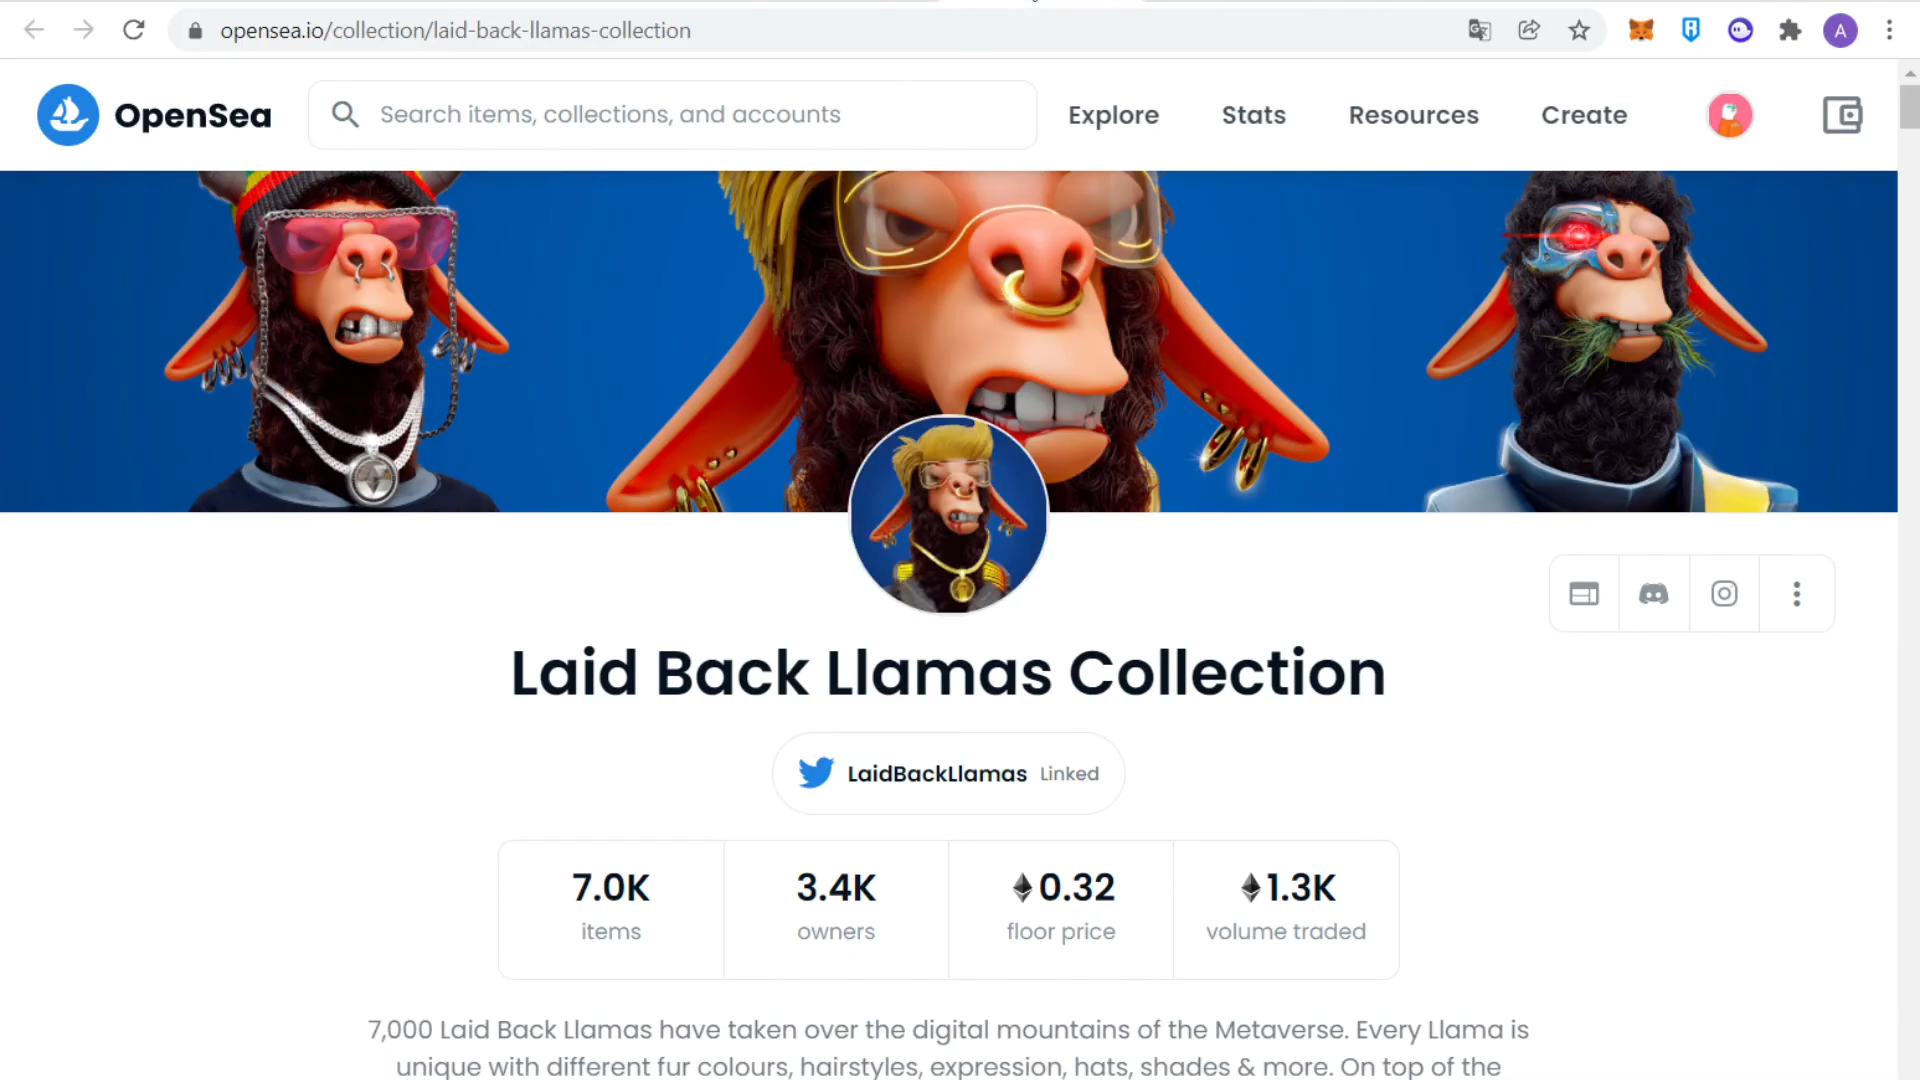 opensea.io/collection/laid-back-llamas-collection
A
OpenSea
Search items, collections, and accounts
Explore
Stats
Resources
Create
Laid Back Llamas Collection
LaidBackLlamas Linked
7.0K
items
3.4K
owners
0.32
floor price
1.3K
volume traded
7,000 Laid Back Llamas have taken over the digital mountains of the Metaverse. Every Llama is
unique with different fur colours, hairstyles, expression, hats, shades & more. On top of the